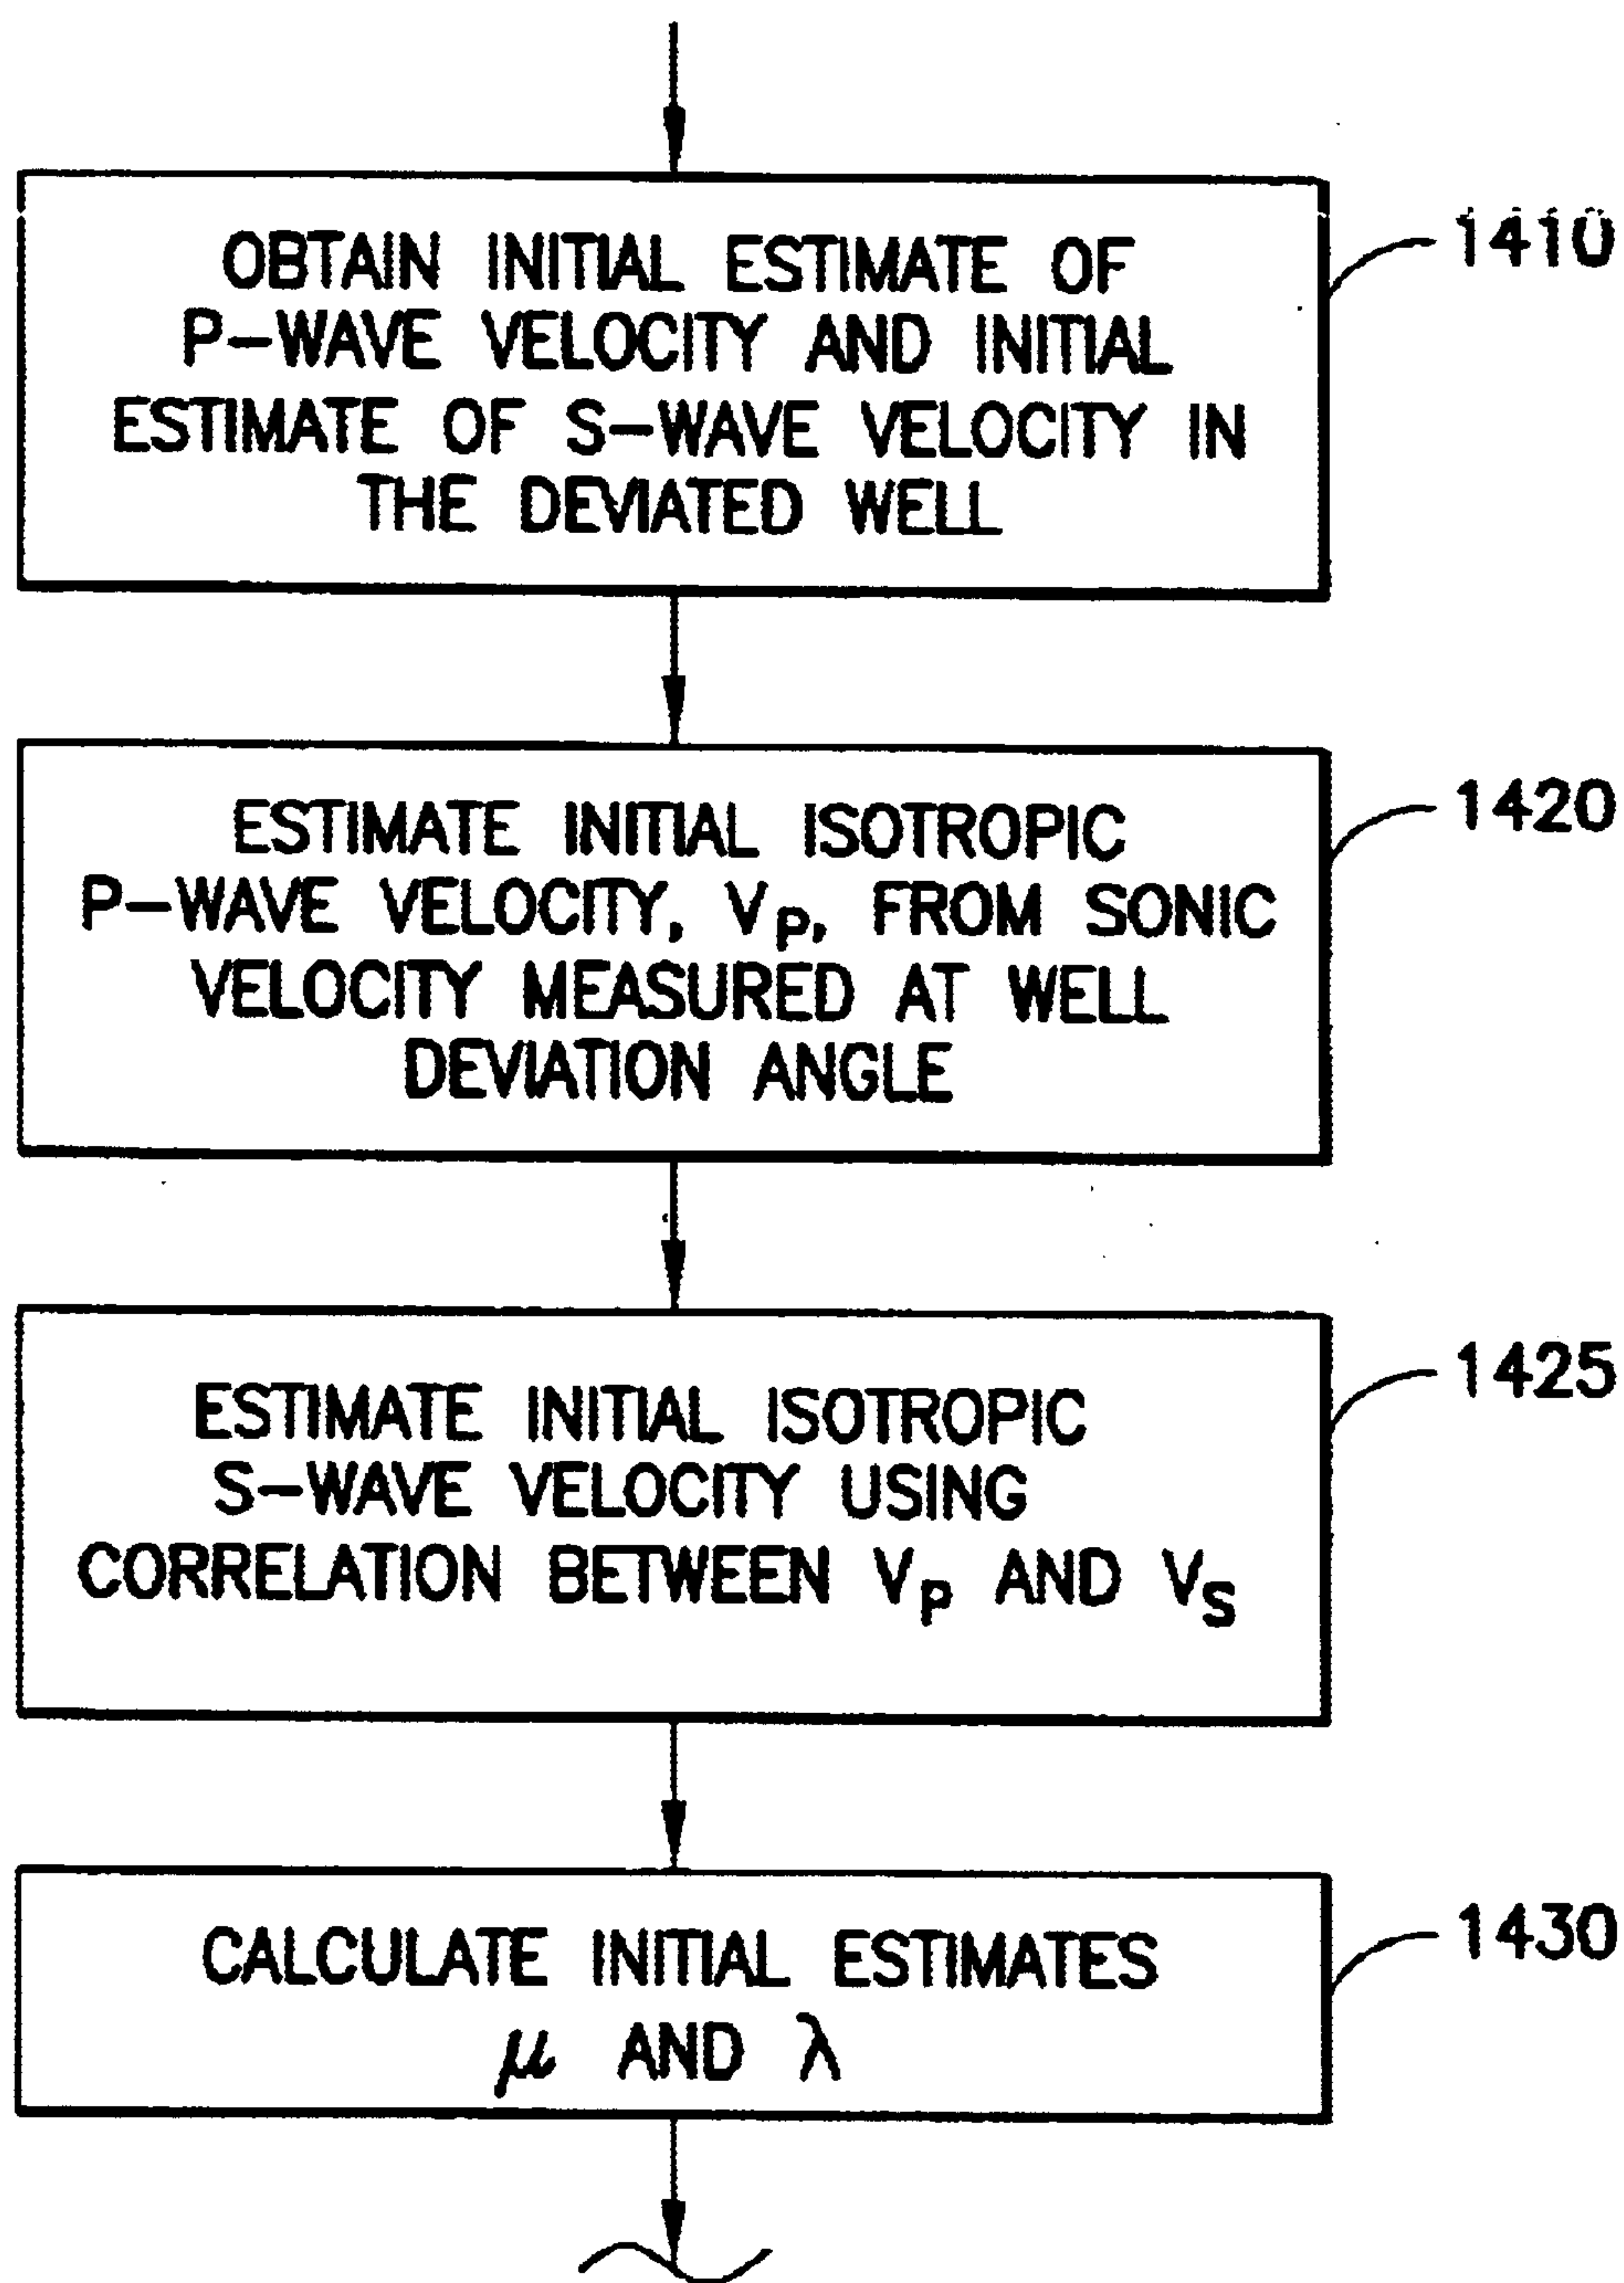 OBTAIN INITIAL ESTIMATE OF
P-WAVE VELOCITY AND INITIAL
ESTIMATE OF S-WAVE VELOCITY IN
THE DEVIATED WELL
1410
ESTIMATE INITIAL ISOTROPIC
P-WAVE VELOCITY, VP, FROM SONIC
VELOCITY MEASURED AT WELL
DEVIATION ANGLE
1420
ESTIMATE INITIAL ISOTROPIC
S-WAVE VELOCITY USING
CORRELATION BETWEEN VP AND VS
1425
CALCULATE INITIAL ESTIMATES
μ AND λ
1430